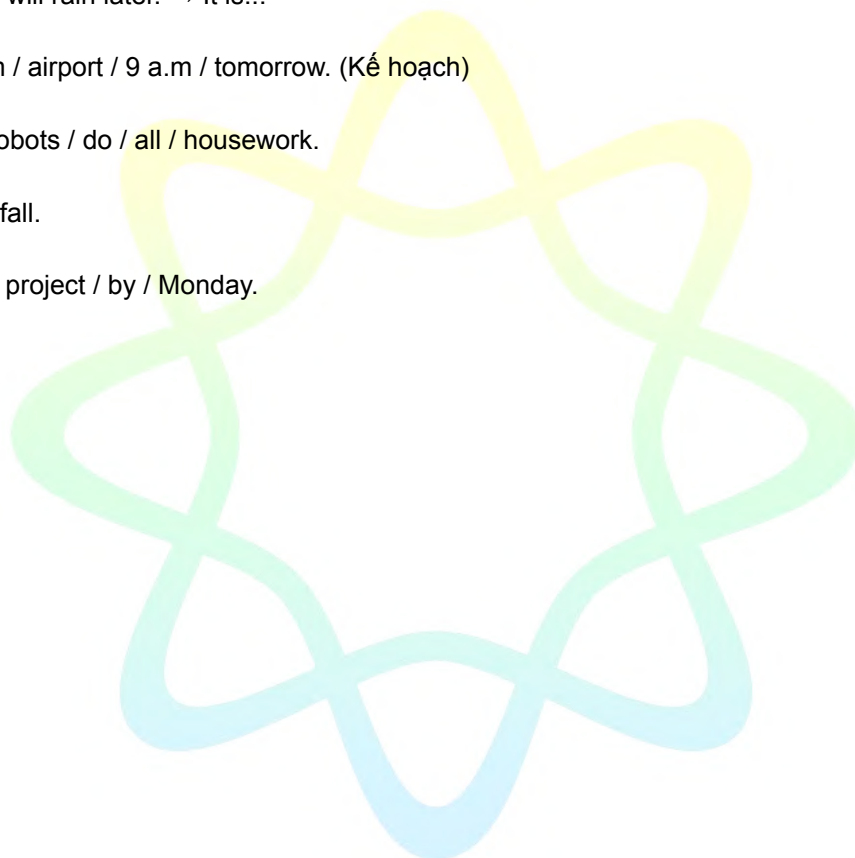 will rain later. → It is...
/ airport / 9 a.m / tomorrow. (Kế hoạch)
obots / do / all / housework.
fall.
project / by / Monday.